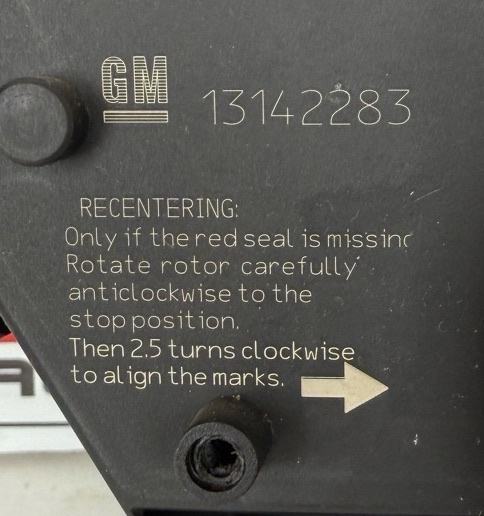 GM
13142283
RECENTERING:
Only if the red seal is missing
Rotate rotor carefully
anticlockwise to the
stop position.
Then 2.5 turns clockwise
to align the marks.